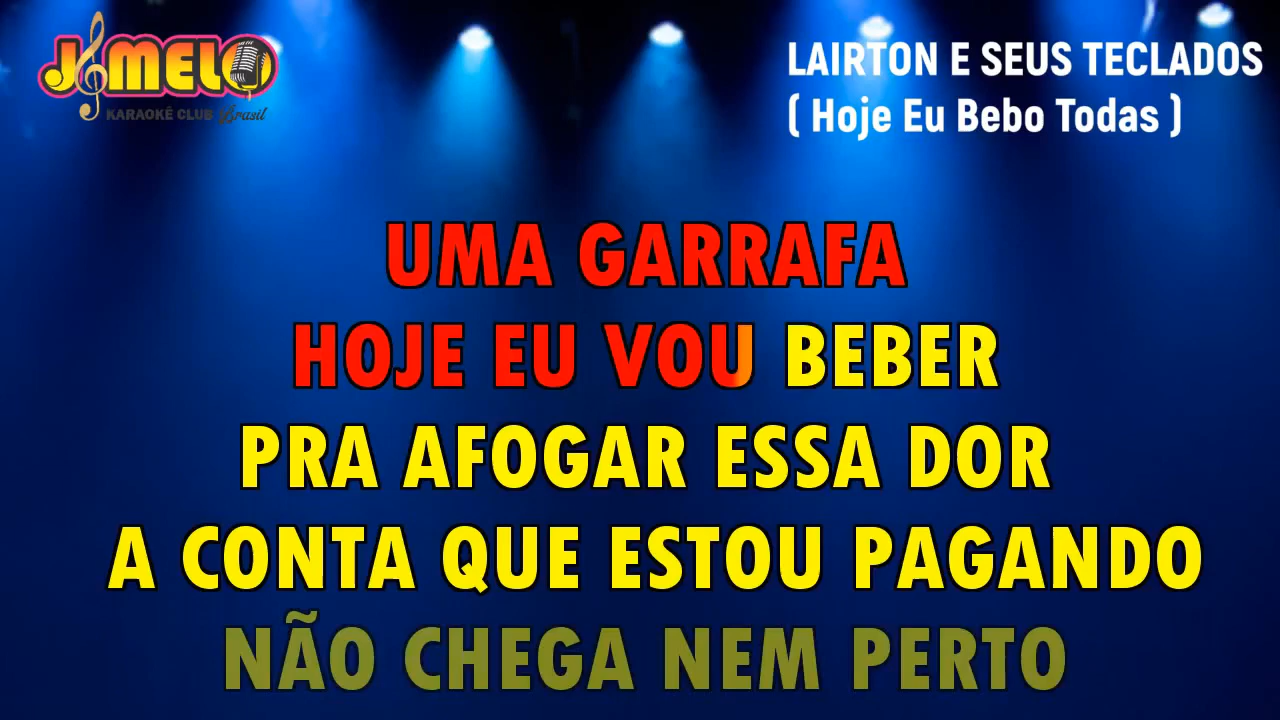 J MELO
KARAOKÊ CLUB Brasil
LAIRTON E SEUS TECLADOS
( Hoje Eu Bebo Todas )
UMA GARRAFA
HOJE EU VOU BEBER
PRA AFOGAR ESSA DOR
A CONTA QUE ESTOU PAGANDO
NÃO CHEGA NEM PERTO